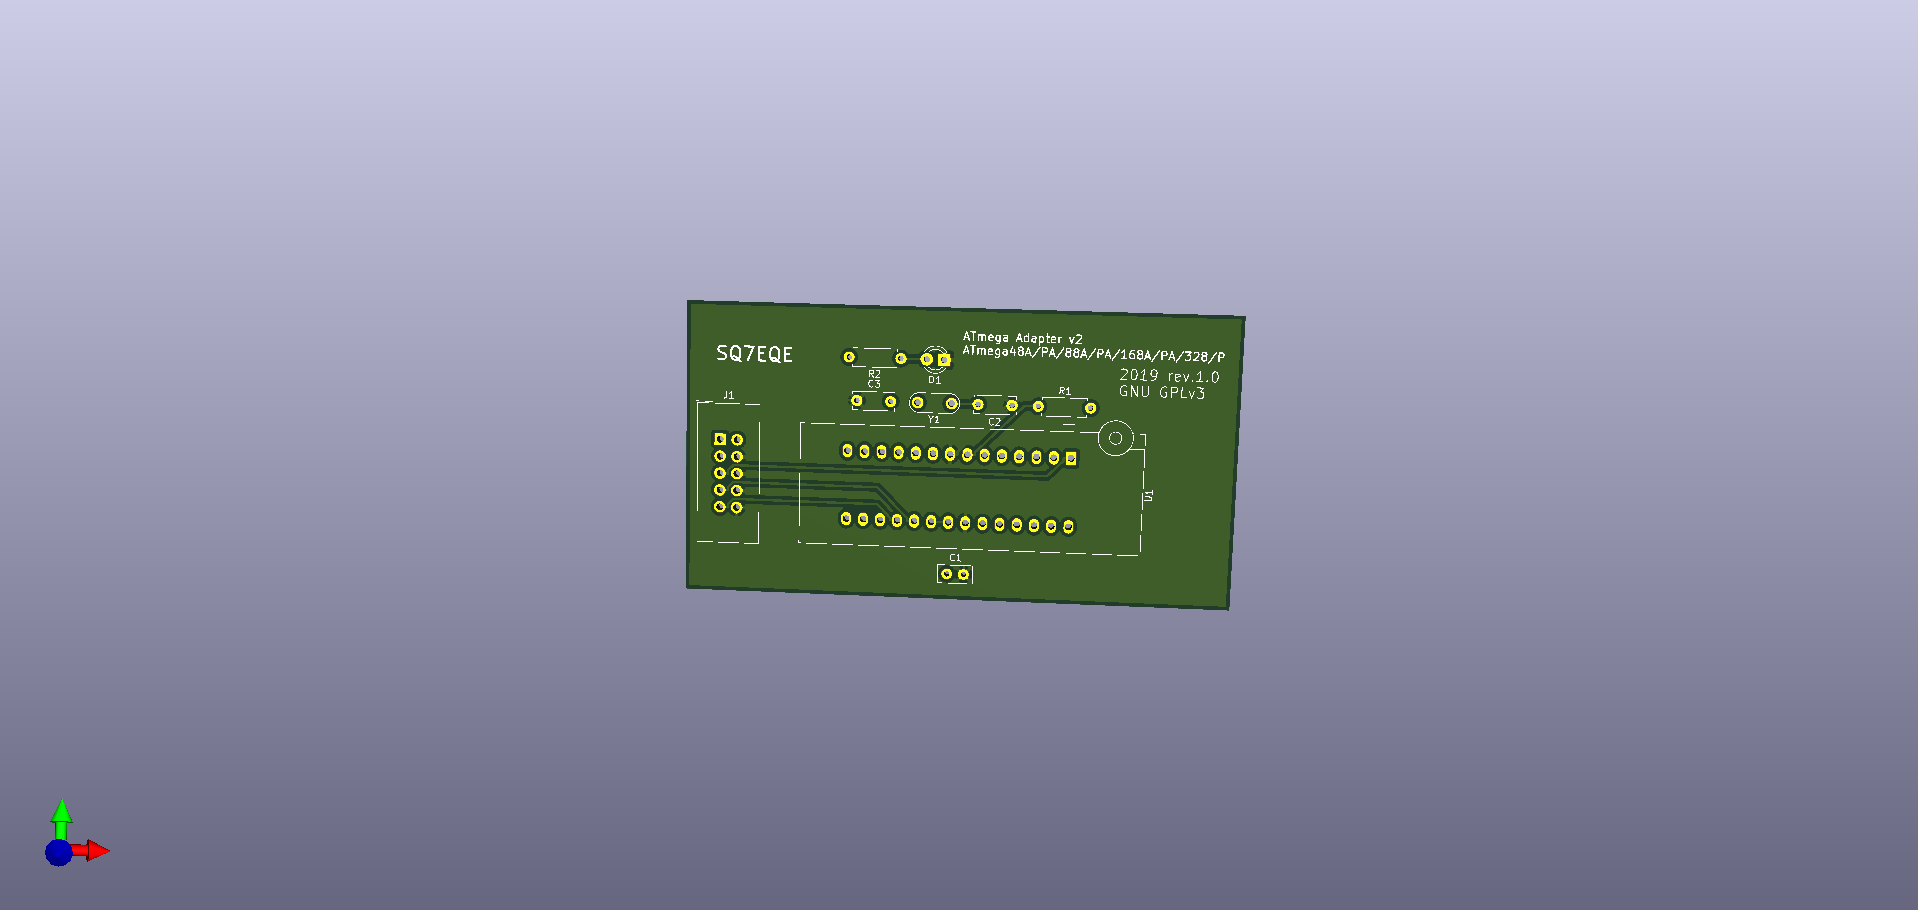 ATmega Adapter v2
SQ7EQE
ATmega48A/PA/88A/PA/168A/PA/328/P
R2
D1
2019 rev.1.0
C3
GNU GPLv3
J1
R1
Y1
C2
U1
C1